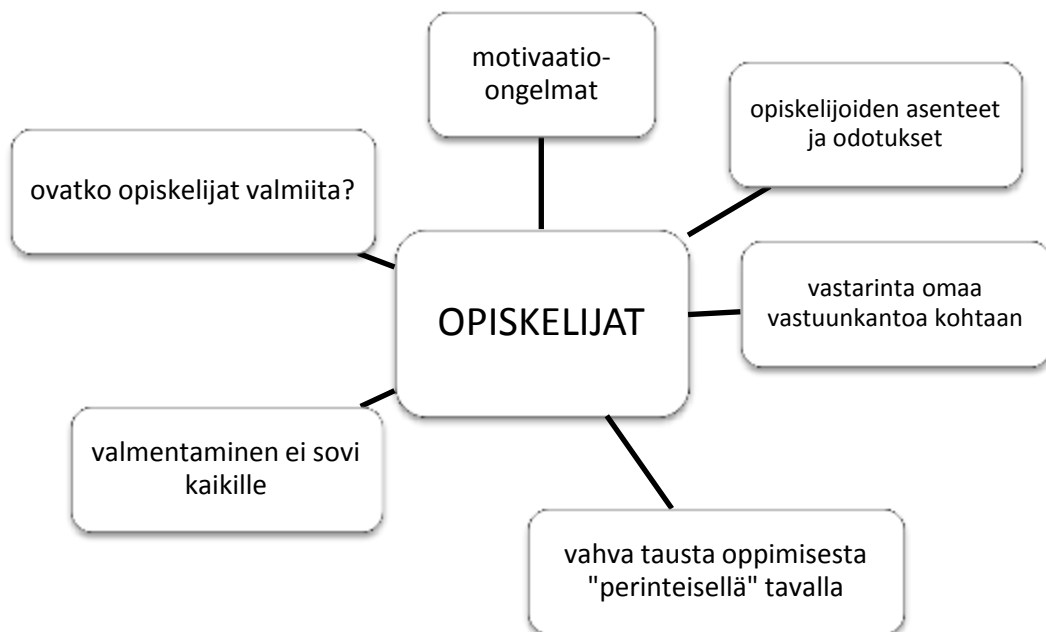 motivaatio-
ongelmat
opiskelijoiden asenteet
ja odotukset
ovatko opiskelijat valmiita?
OPISKELIJAT
vastarinta omaa
vastuunkantoa kohtaan
valmentaminen ei sovi
kaikille
vahva tausta oppimisesta
"perinteisellä" tavalla